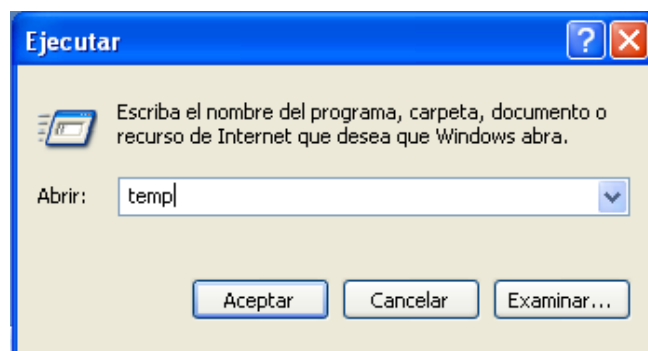 Ejecutar
Escriba el nombre del programa, carpeta, documento o
recurso de Internet que desea que Windows abra.
Abrir: temp
Aceptar Cancelar Examinar...